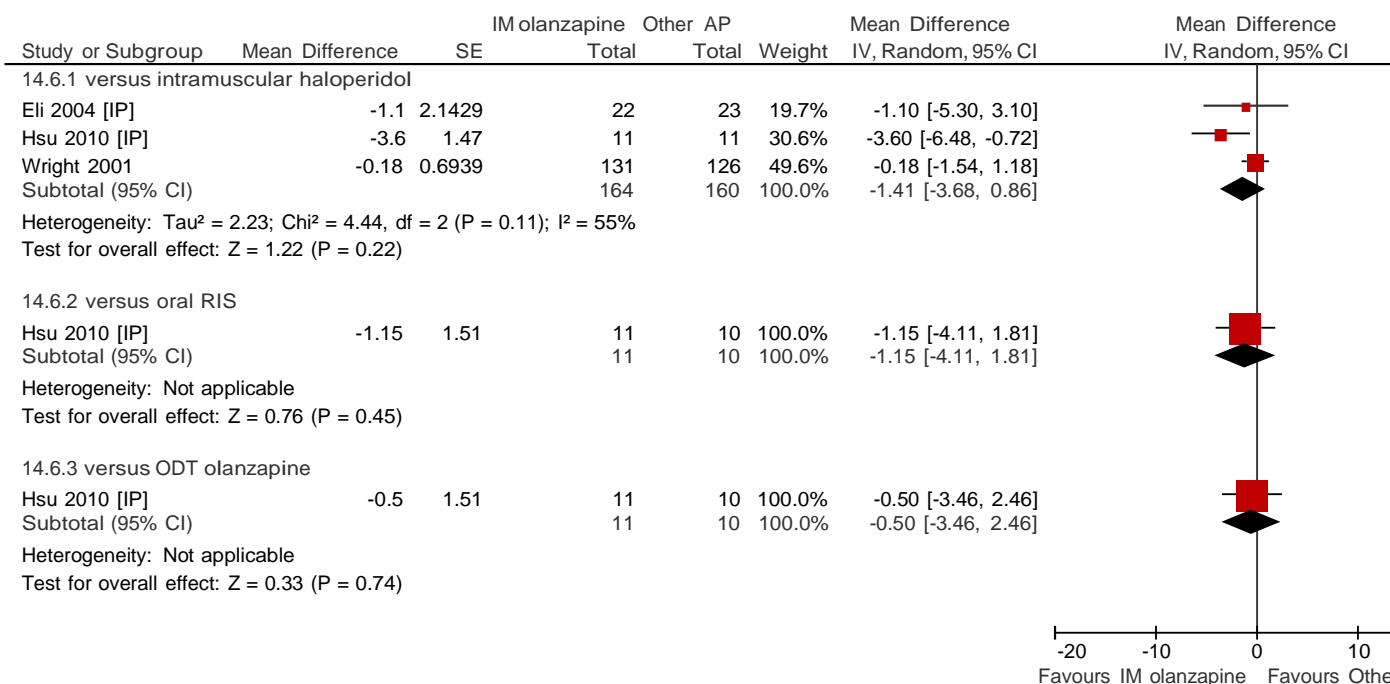 IM olanzapine Other AP Mean Difference Mean Difference
Study or Subgroup Mean Difference SE Total Total Weight IV, Random, 95% CI IV, Random, 95% CI
14.6.1 versus intramuscular haloperidol
Eli 2004 [IP] -1.1 2.1429 22 23 19.7% -1.10 [-5.30, 3.10]
Hsu 2010 [IP] -3.6 1.47 11 11 30.6% -3.60 [-6.48, -0.72]
Wright 2001 -0.18 0.6939 131 126 49.6% -0.18 [-1.54, 1.18]
Subtotal (95% CI) 164 160 100.0% -1.41 [-3.68, 0.86]
Heterogeneity: Tau² = 2.23; Chi² = 4.44, df = 2 (P = 0.11); I² = 55%
Test for overall effect: Z = 1.22 (P = 0.22)
14.6.2 versus oral RIS
Hsu 2010 [IP] -1.15 1.51 11 10 100.0% -1.15 [-4.11, 1.81]
Subtotal (95% CI) 11 10 100.0% -1.15 [-4.11, 1.81]
Heterogeneity: Not applicable
Test for overall effect: Z = 0.76 (P = 0.45)
14.6.3 versus ODT olanzapine
Hsu 2010 [IP] -0.5 1.51 11 10 100.0% -0.50 [-3.46, 2.46]
Subtotal (95% CI) 11 10 100.0% -0.50 [-3.46, 2.46]
Heterogeneity: Not applicable
Test for overall effect: Z = 0.33 (P = 0.74)
-20 -10 0 10
Favours IM olanzapine Favours Othe